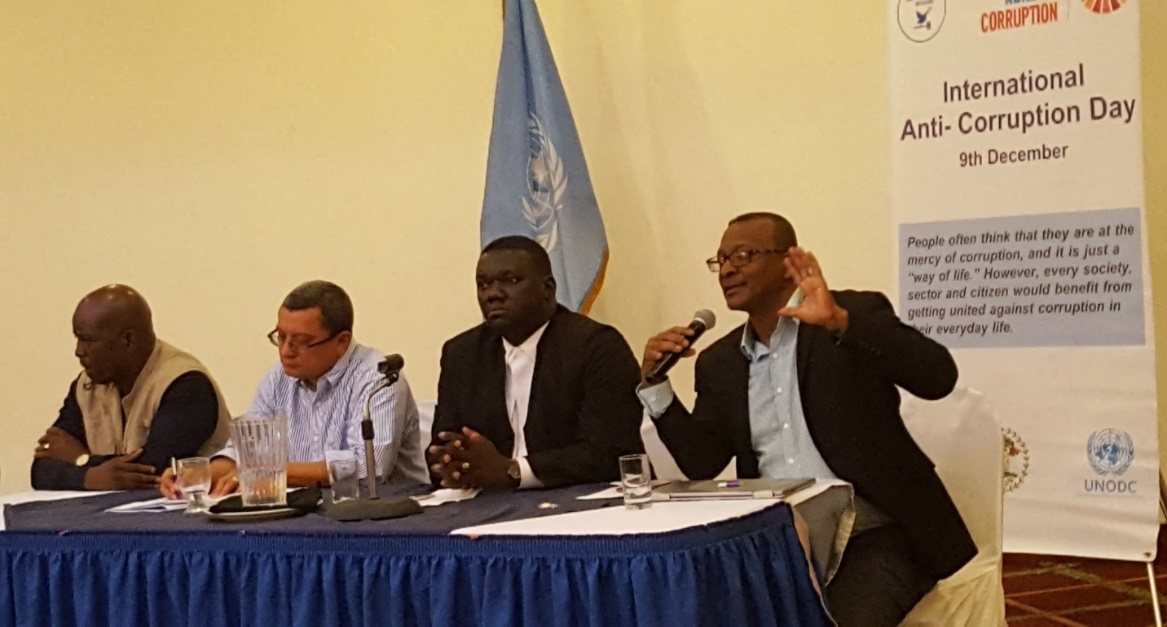 CORRUPTION
International
Anti- Corruption Day
9th December
People often think that they are at the
mercy of corruption, and it is just a
"way of life." However, every society,
sector and citizen would benefit from
getting united against corruption in
their everyday life.
UNODC